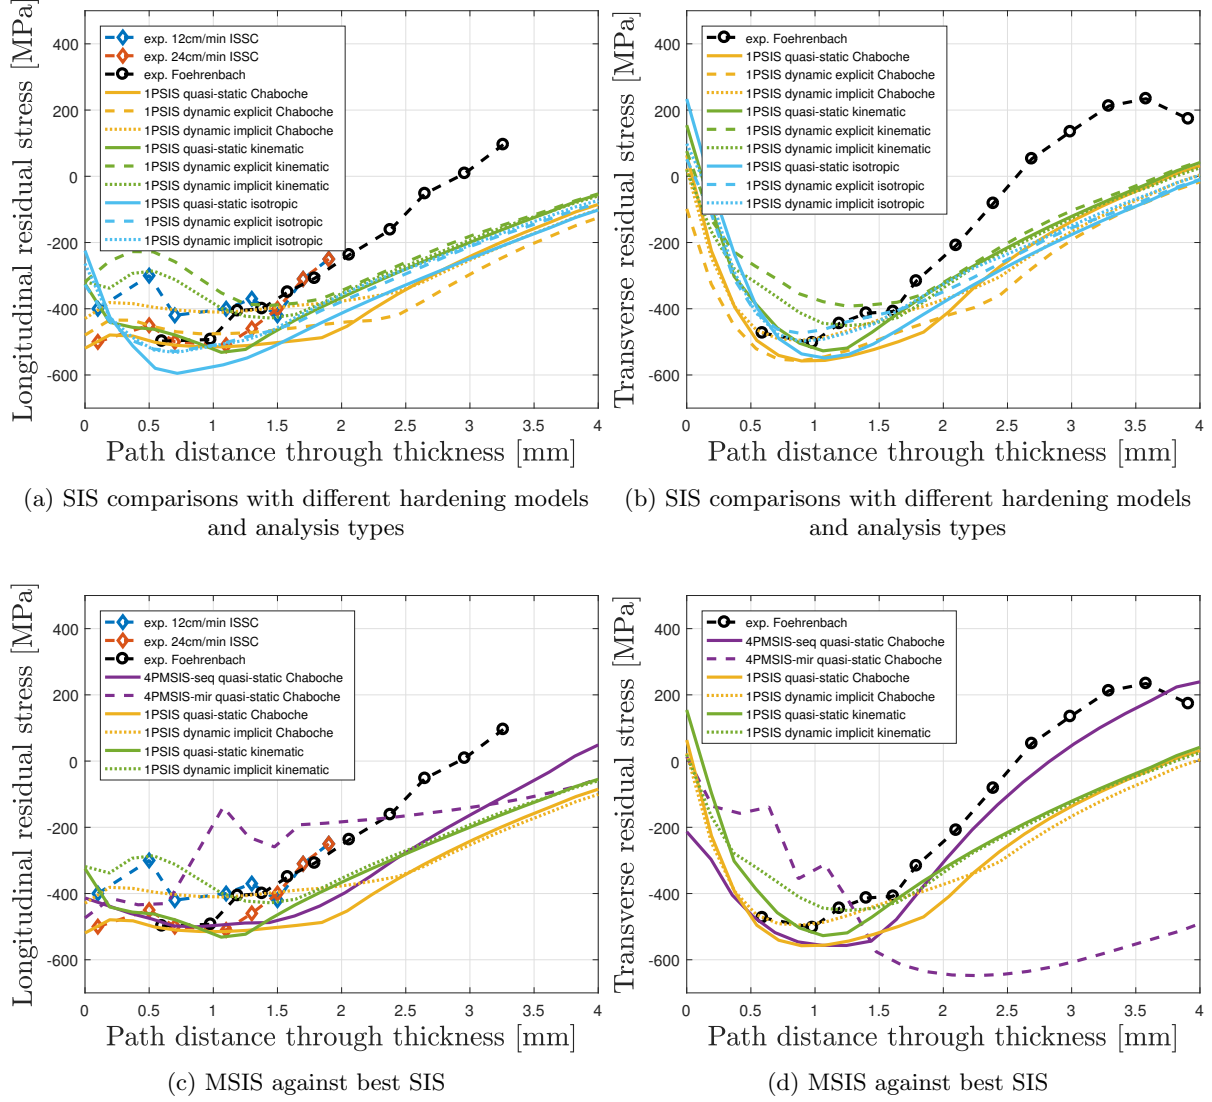 Longitudinal residual stress [MPa]
400
200
0
-200
-400
-600
exp. 12cm/min ISSC
exp. 24cm/min ISSC
exp. Foehrenbach
1PSIS quasi-static Chaboche
1PSIS dynamic explicit Chaboche
1PSIS dynamic implicit Chaboche
1PSIS quasi-static kinematic
1PSIS dynamic explicit kinematic
1PSIS dynamic implicit kinematic
1PSIS quasi-static isotropic
1PSIS dynamic explicit isotropic
1PSIS dynamic implicit isotropic
0 0.5 1 1.5 2 2.5 3 3.5 4
Path distance through thickness [mm]
(a) SIS comparisons with different hardening models
and analysis types
Transverse residual stress [MPa]
400
200
0
-200
-400
-600
exp. Foehrenbach
1PSIS quasi-static Chaboche
1PSIS dynamic explicit Chaboche
1PSIS dynamic implicit Chaboche
1PSIS quasi-static kinematic
1PSIS dynamic explicit kinematic
1PSIS dynamic implicit kinematic
1PSIS quasi-static isotropic
1PSIS dynamic explicit isotropic
1PSIS dynamic implicit isotropic
0 0.5 1 1.5 2 2.5 3 3.5 4
Path distance through thickness [mm]
(b) SIS comparisons with different hardening models
and analysis types
Longitudinal residual stress [MPa]
400
200
0
-200
-400
-600
exp. 12cm/min ISSC
exp. 24cm/min ISSC
exp. Foehrenbach
4PMSIS-seq quasi-static Chaboche
4PMSIS-mir quasi-static Chaboche
1PSIS quasi-static Chaboche
1PSIS dynamic implicit Chaboche
1PSIS quasi-static kinematic
1PSIS dynamic implicit kinematic
0 0.5 1 1.5 2 2.5 3 3.5 4
Path distance through thickness [mm]
(c) MSIS against best SIS
Transverse residual stress [MPa]
400
200
0
-200
-400
-600
exp. Foehrenbach
4PMSIS-seq quasi-static Chaboche
4PMSIS-mir quasi-static Chaboche
1PSIS quasi-static Chaboche
1PSIS dynamic implicit Chaboche
1PSIS quasi-static kinematic
1PSIS dynamic implicit kinematic
0 0.5 1 1.5 2 2.5 3 3.5 4
Path distance through thickness [mm]
(d) MSIS against best SIS